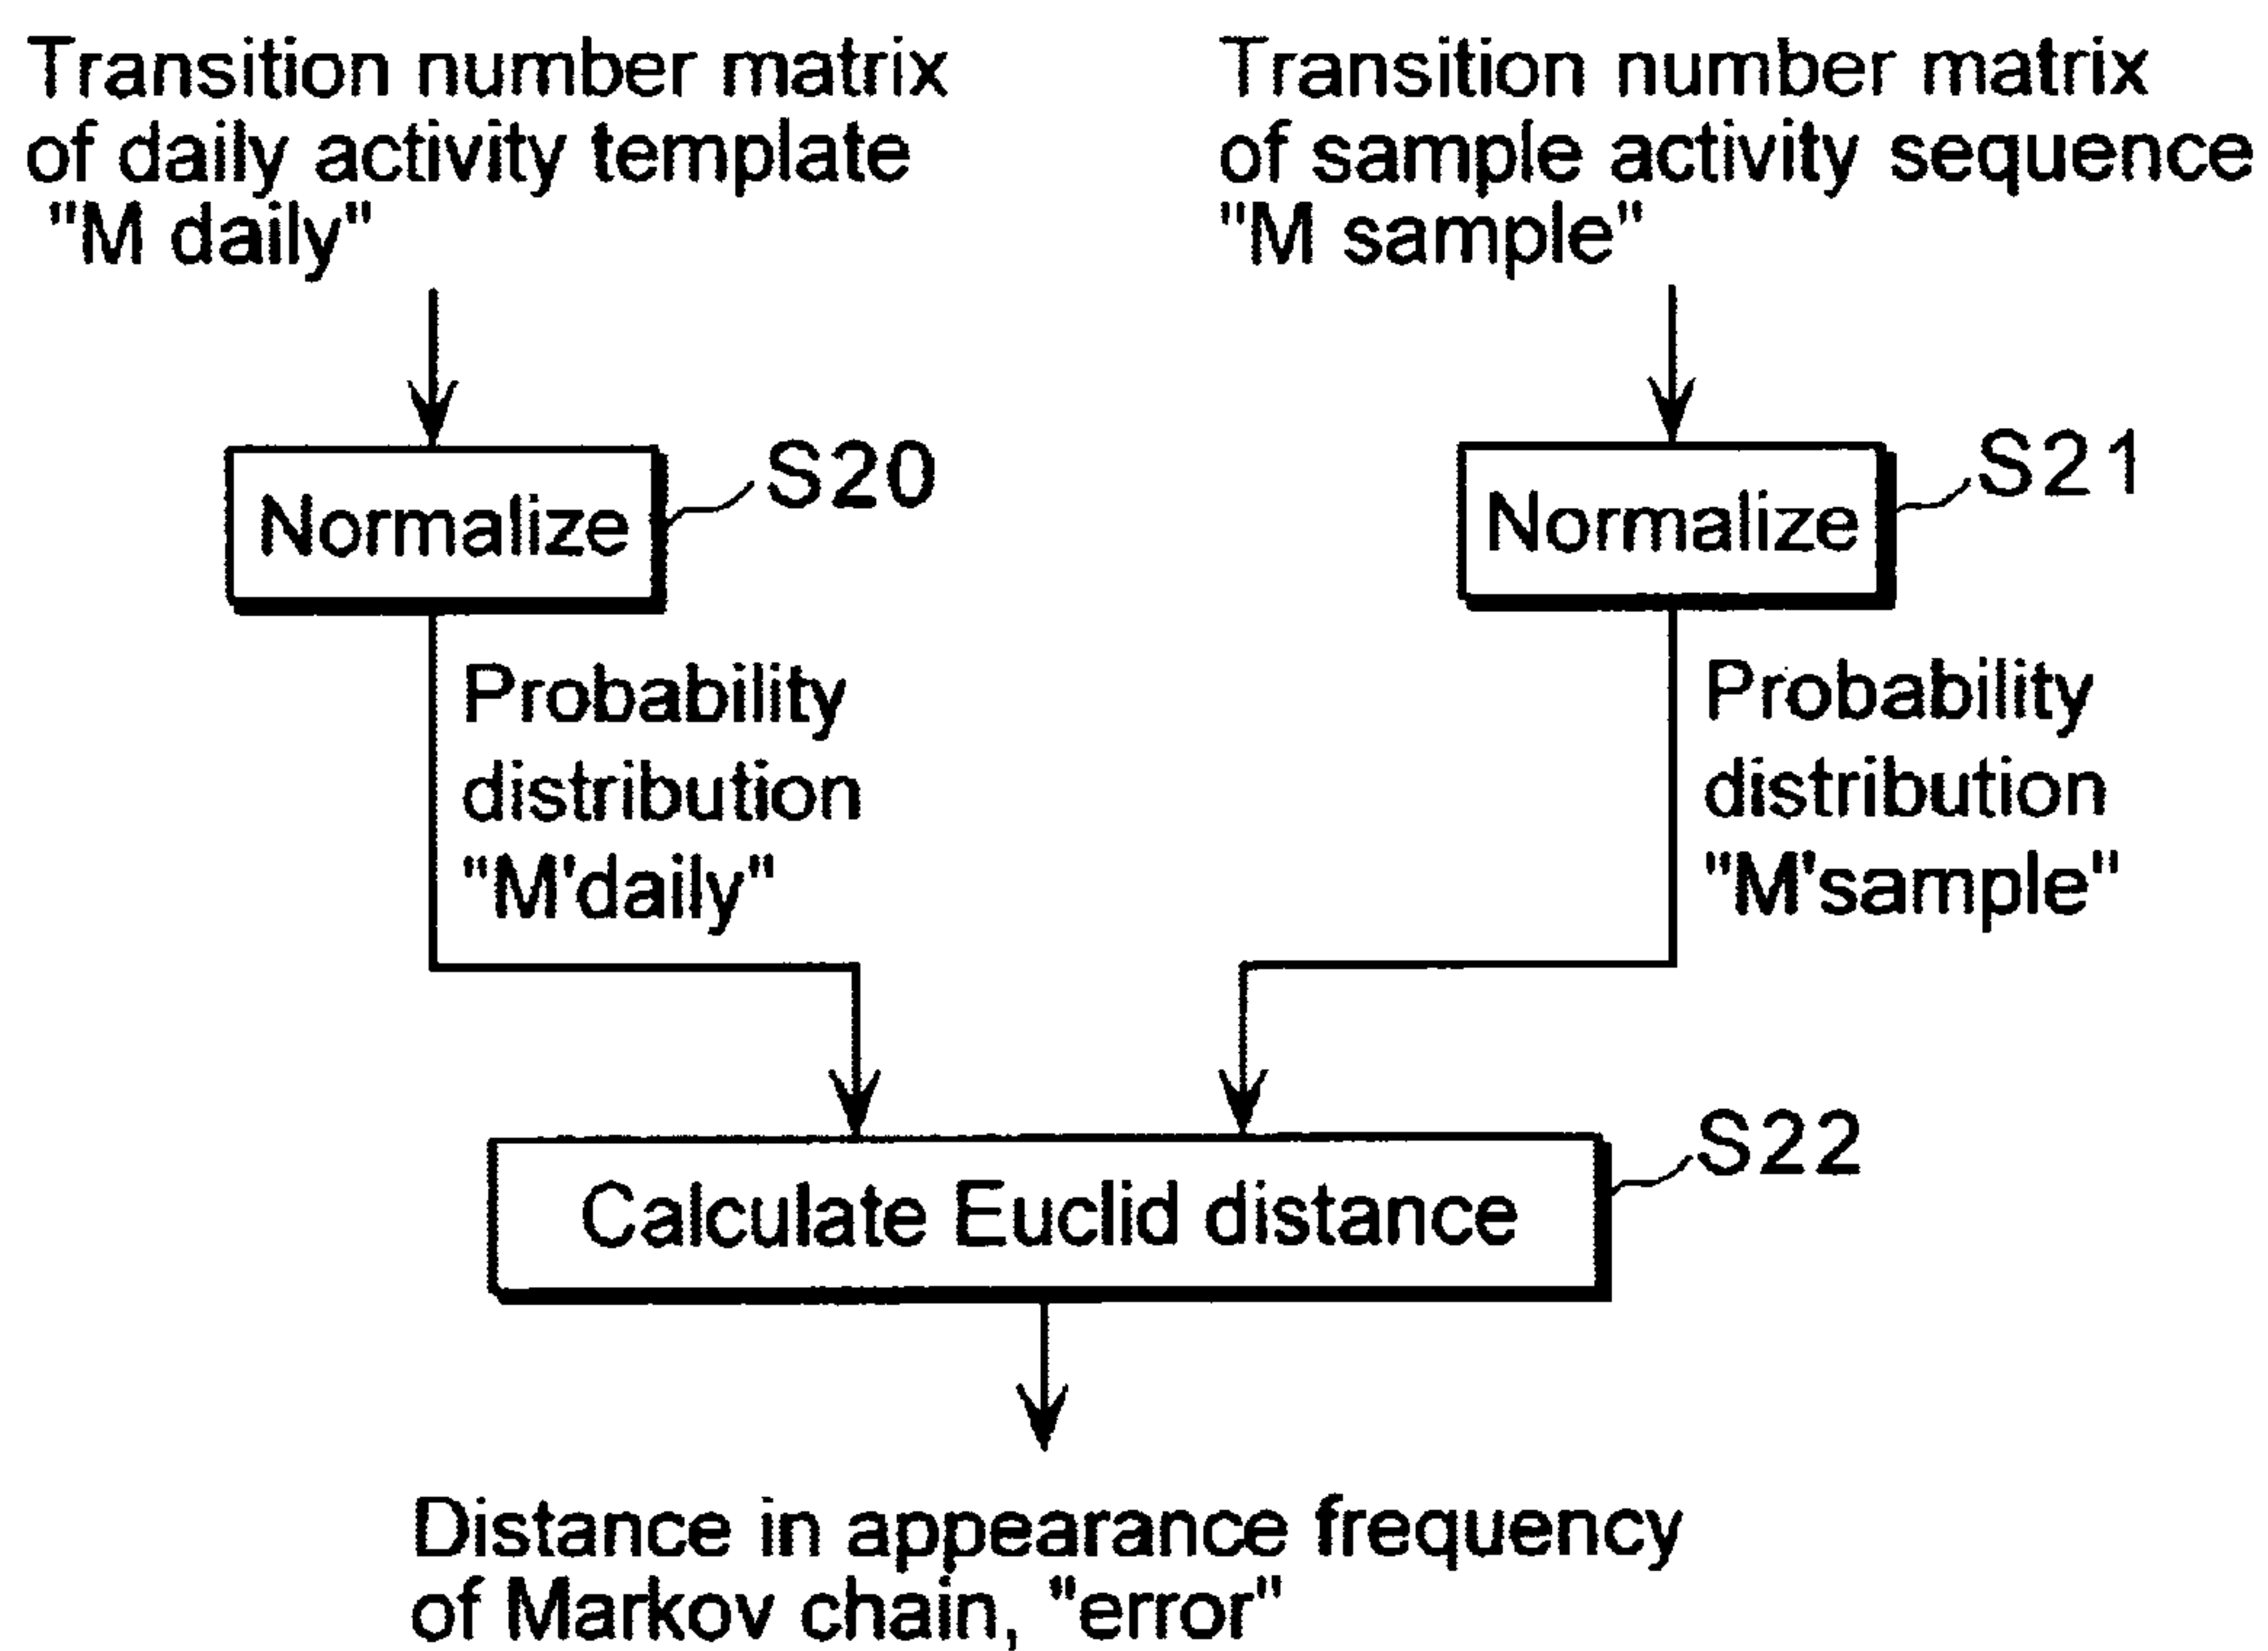 Transition number matrix
of daily activity template
"M daily"
Transition number matrix
of sample activity sequence
"M sample"
Normalize
S20
Normalize
S21
Probability
distribution
"M'daily"
Probability
distribution
"M'sample"
Calculate Euclid distance
S22
Distance in appearance frequency
of Markov chain, "error"